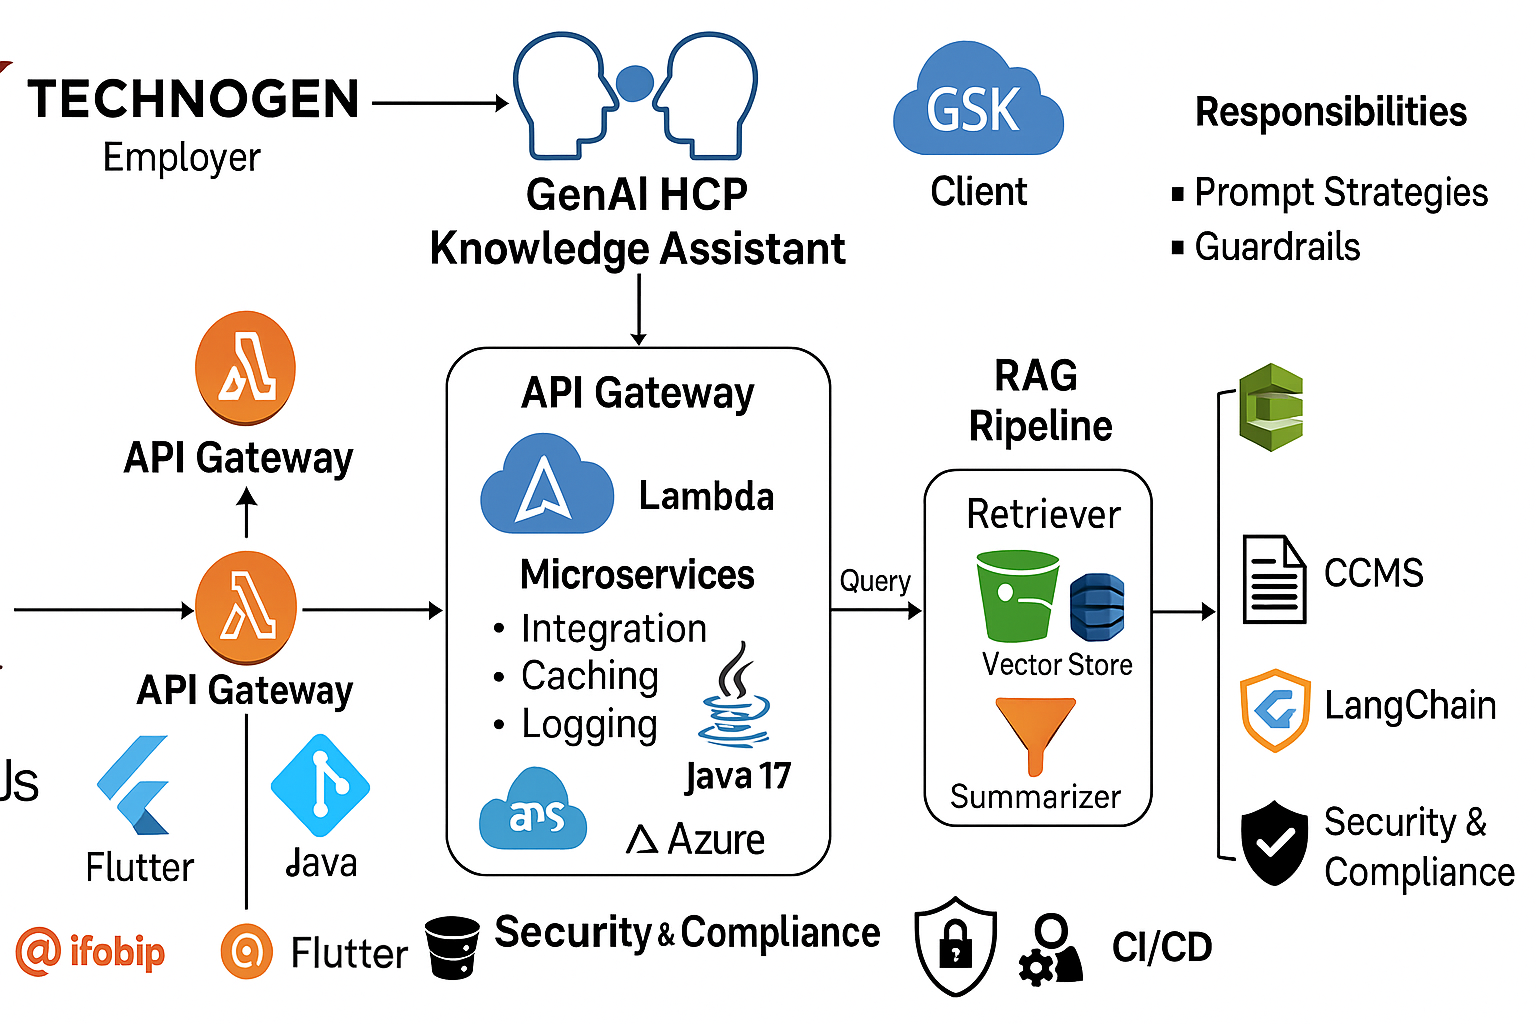 TECHNOGEN
Employer
GenAI HCP
Knowledge Assistant
GSK
Client
Responsibilities
▪ Prompt Strategies
▪ Guardrails
API Gateway
API Gateway
Js
Flutter
Java
@ ifobip
Flutter
API Gateway
Lambda
Microservices
• Integration
• Caching
• Logging
Java 17
ans
Azure
Query
RAG
Ripeline
Retriever
Vector Store
Summarizer
CCMS
LangChain
Security &
Compliance
Security & Compliance
?
CI/CD